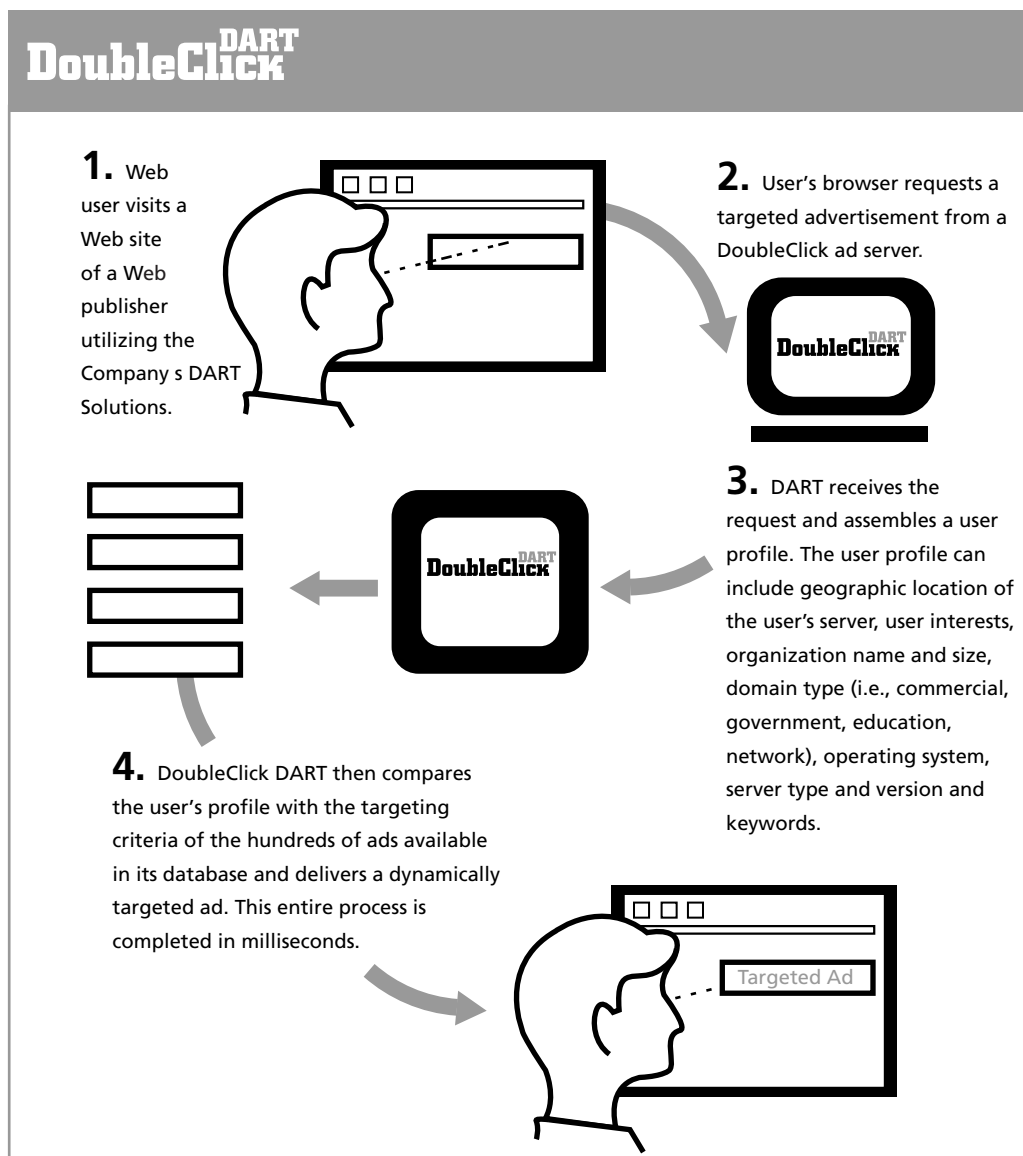 DoubleClick DART
1. Web
user visits a
Web site
of a Web
publisher
utilizing the
Company s DART
Solutions.
2. User's browser requests a
targeted advertisement from a
DoubleClick ad server.
DoubleClick DART
3. DART receives the
request and assembles a user
profile. The user profile can
include geographic location of
the user's server, user interests,
organization name and size,
domain type (i.e., commercial,
government, education,
network), operating system,
server type and version and
keywords.
DoubleClick DART
4. DoubleClick DART then compares
the user's profile with the targeting
criteria of the hundreds of ads available
in its database and delivers a dynamically
targeted ad. This entire process is
completed in milliseconds.
Targeted Ad